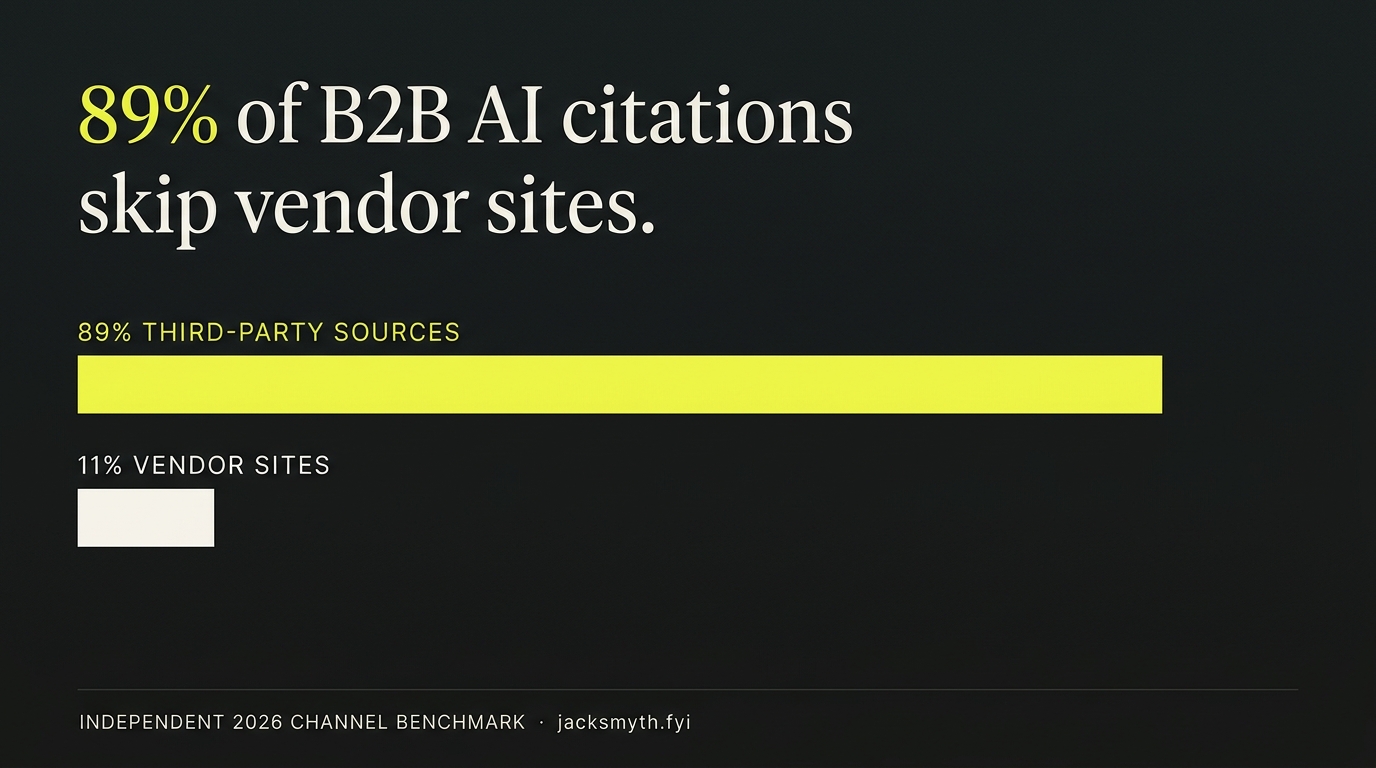 89% of B2B AI citations
skip vendor sites.
89% THIRD-PARTY SOURCES
11% VENDOR SITES
INDEPENDENT 2026 CHANNEL BENCHMARK · jacksmyth.fyi